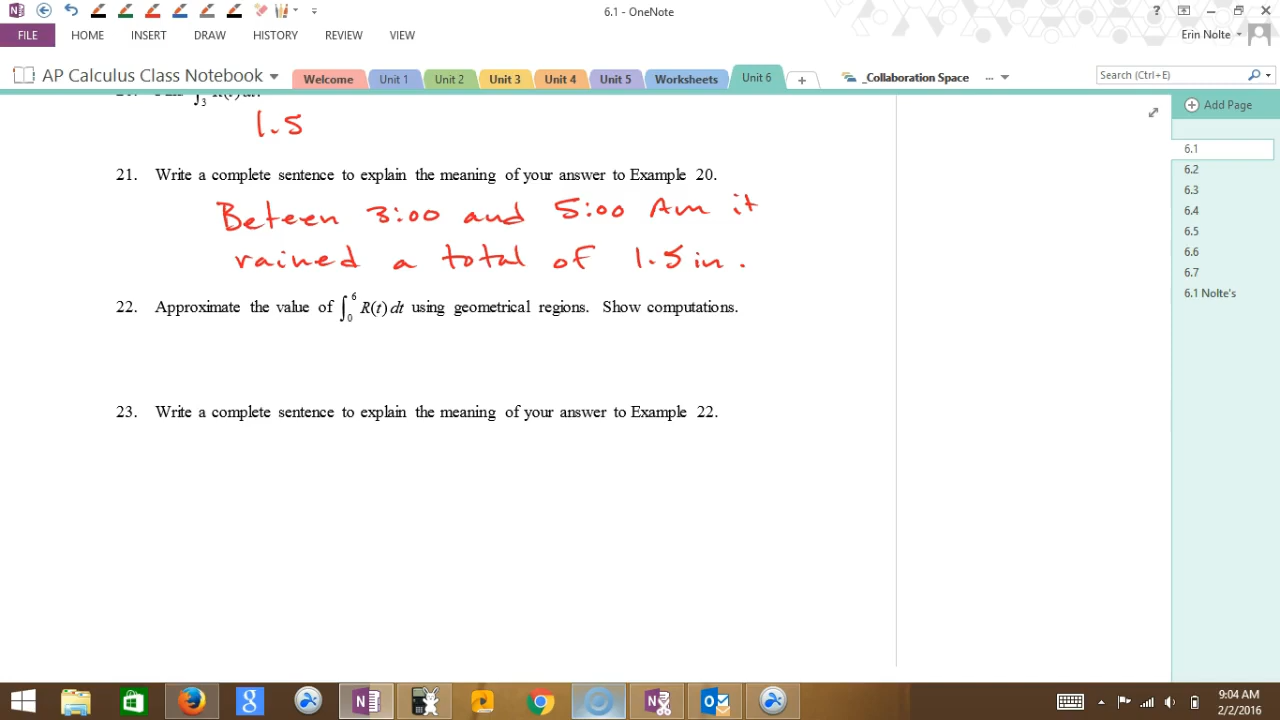 6.1 - OneNote
?
FILE HOME INSERT DRAW HISTORY REVIEW VIEW
Erin Nolte
AP Calculus Class Notebook
Welcome Unit 1 Unit 2 Unit 3 Unit 4 Unit 5 Worksheets Unit 6 + _Collaboration Space ...
Search (Ctrl+E)
Add Page
1.5
21. Write a complete sentence to explain the meaning of your answer to Example 20.
Beteen 3:00 and 5:00 Am it
rained a total of 1.5 in.
22. Approximate the value of ∫₀⁶ R(t) dt using geometrical regions. Show computations.
23. Write a complete sentence to explain the meaning of your answer to Example 22.
6.1
6.2
6.3
6.4
6.5
6.6
6.7
6.1 Nolte's
9:04 AM
2/2/2016